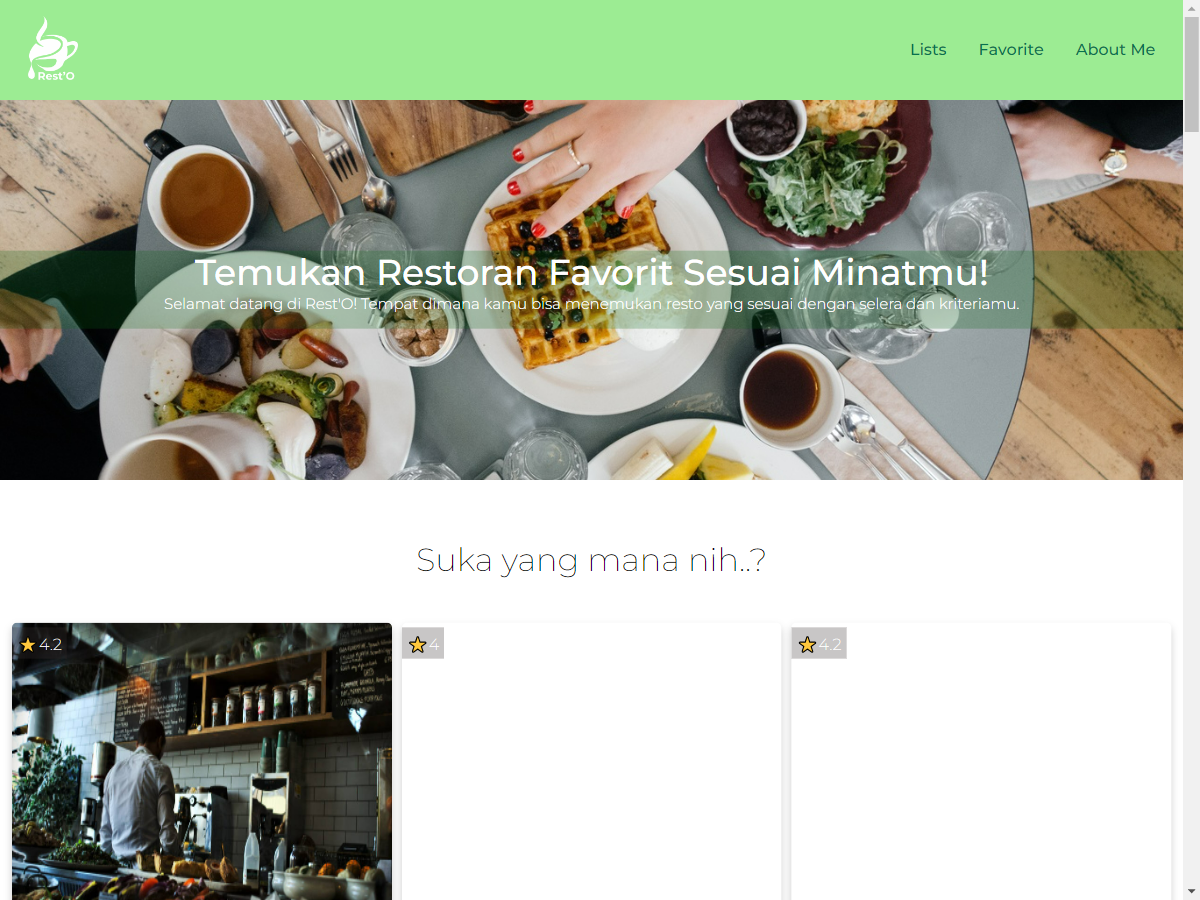 Rest'O
Lists
Favorite
About Me
Temukan Restoran Favorit Sesuai Minatmu!
Selamat datang di Rest'O! Tempat dimana kamu bisa menemukan resto yang sesuai dengan selera dan kriteriamu.
Suka yang mana nih..?
4.2
4
4.2